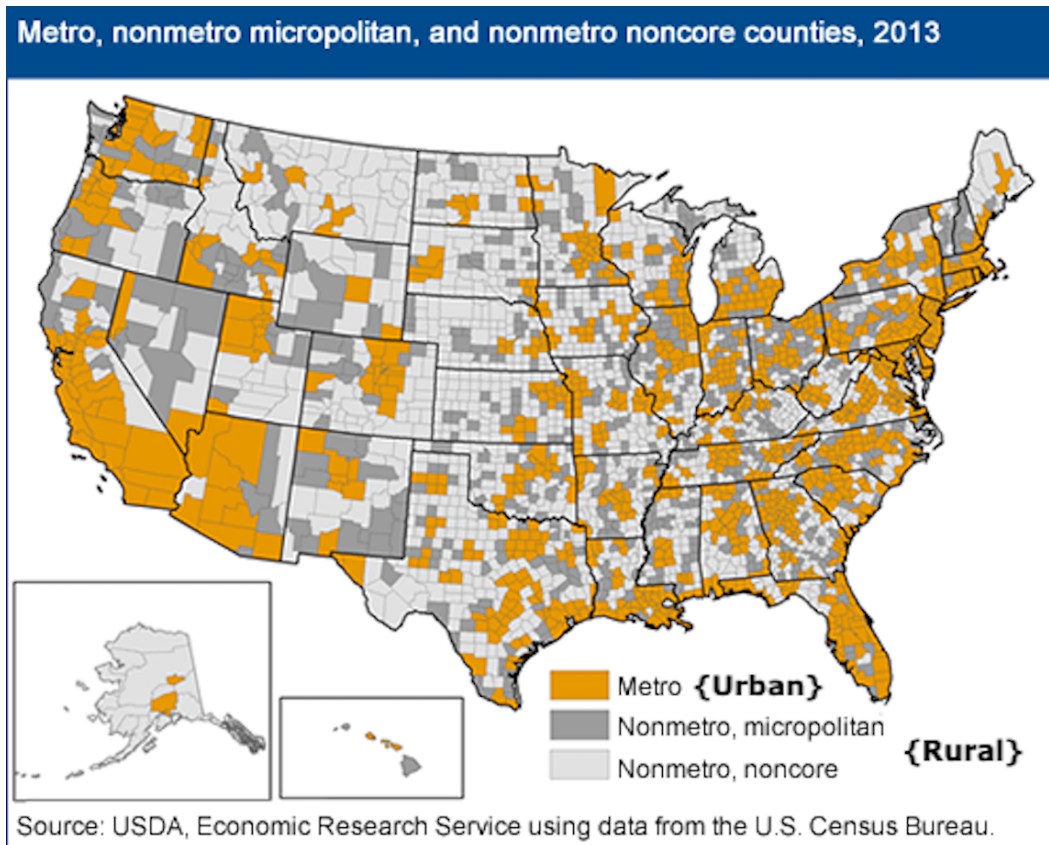 Metro, nonmetro micropolitan, and nonmetro noncore counties, 2013
Metro {Urban}
Nonmetro, micropolitan
{Rural}
Nonmetro, noncore
Source: USDA, Economic Research Service using data from the U.S. Census Bureau.